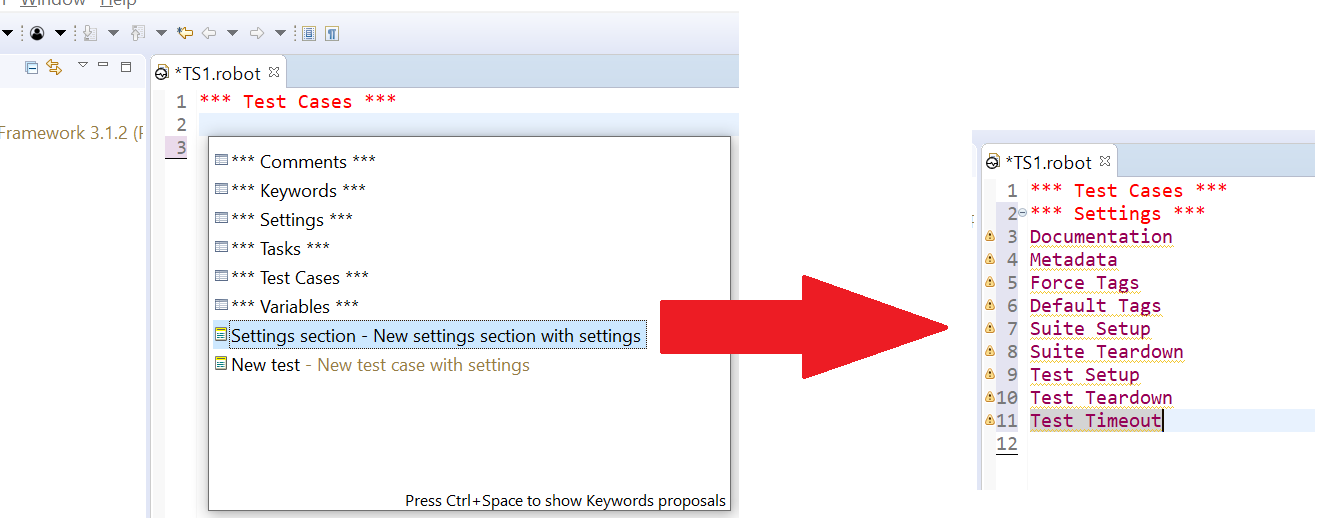 Window Help
*TS1.robot
Framework 3.1.2 (
1 *** Test Cases ***
2
3
*** Comments ***
*** Keywords ***
*** Settings ***
*** Tasks ***
*** Test Cases ***
*** Variables ***
Settings section - New settings section with settings
New test - New test case with settings
Press Ctrl+Space to show Keywords proposals
*TS1.robot
1 *** Test Cases ***
2 *** Settings ***
3 Documentation
4 Metadata
5 Force Tags
6 Default Tags
7 Suite Setup
8 Suite Teardown
9 Test Setup
10 Test Teardown
11 Test Timeout
12